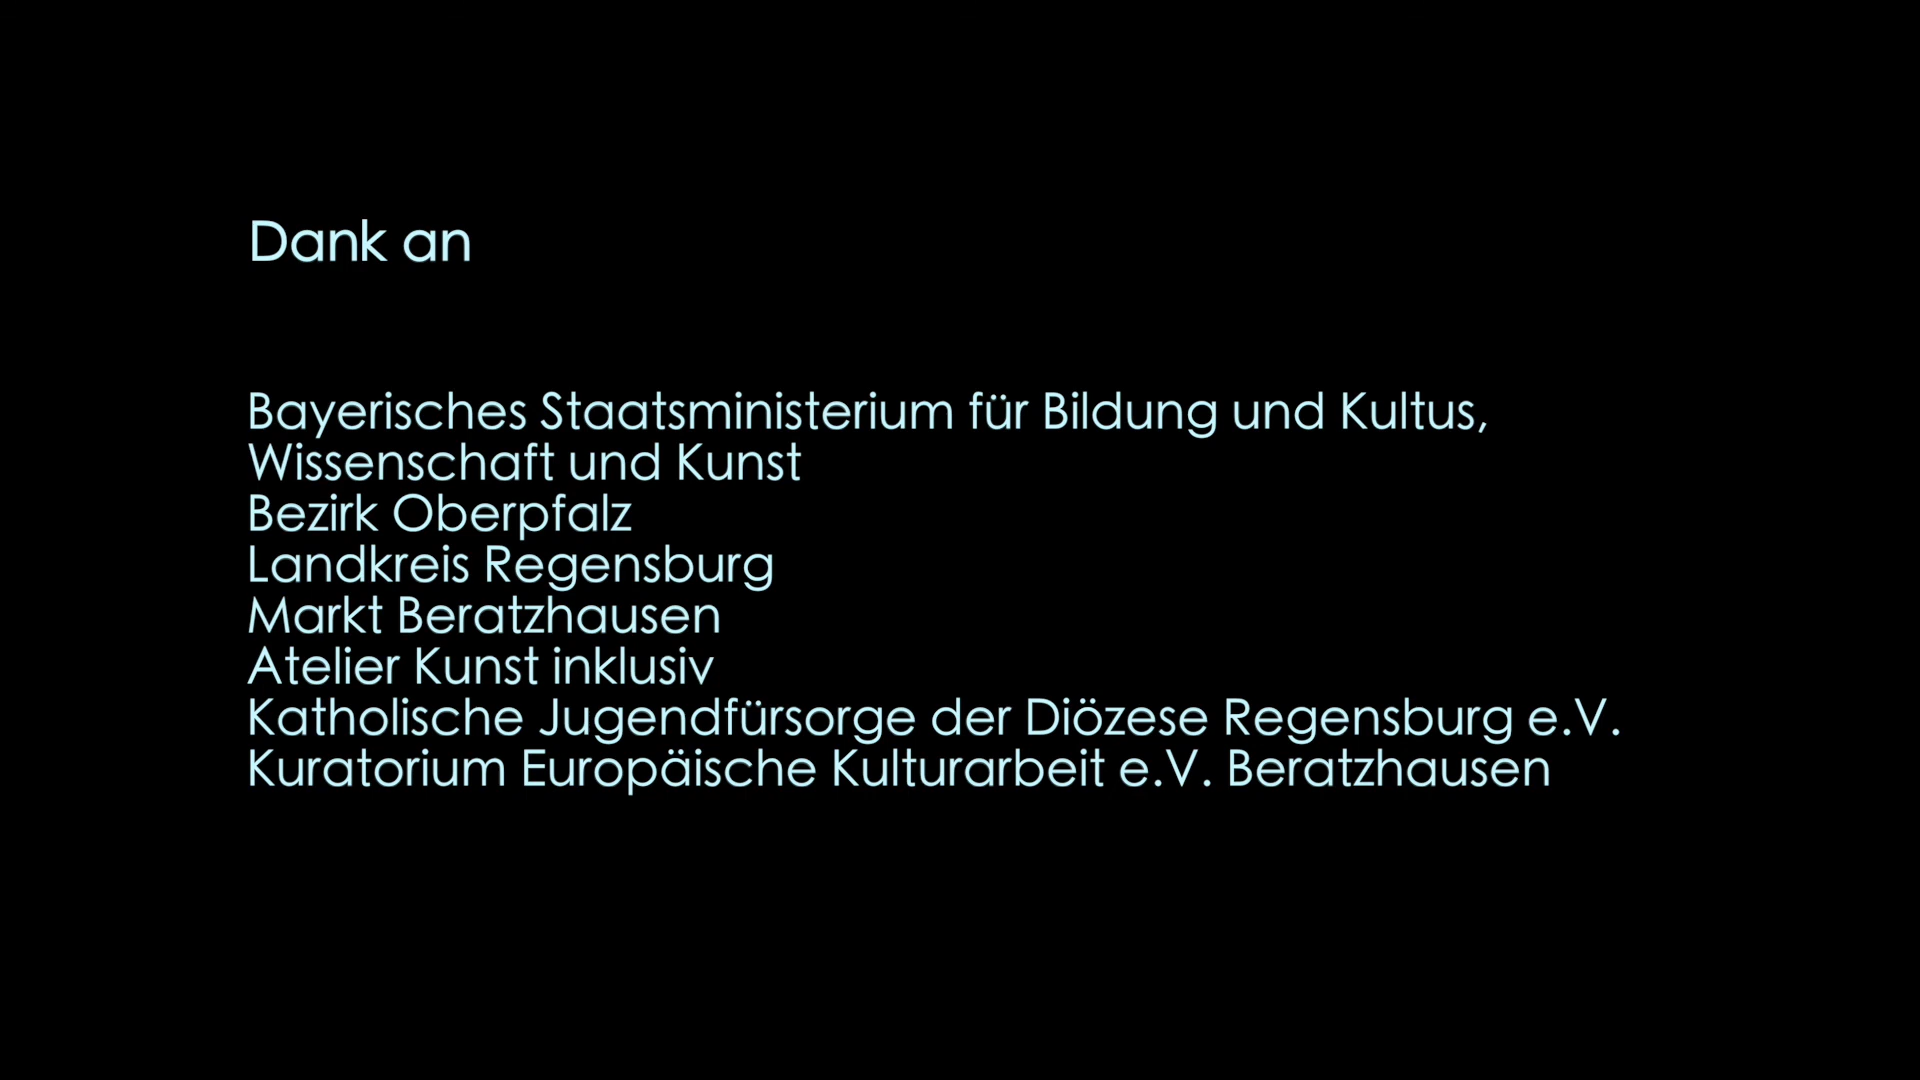 Dank an
Bayerisches Staatsministerium für Bildung und Kultus,
Wissenschaft und Kunst
Bezirk Oberpfalz
Landkreis Regensburg
Markt Beratzhausen
Atelier Kunst inklusiv
Katholische Jugendfürsorge der Diözese Regensburg e.V.
Kuratorium Europäische Kulturarbeit e.V. Beratzhausen